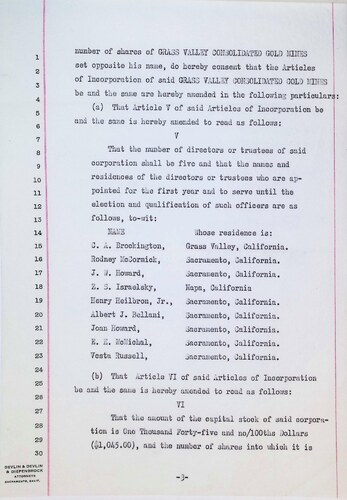 number of shares of GRASS VALLEY CONSOLIDATED GOLD MINES
set opposite his name, do hereby consent that the Articles
of Incorporation of said GRASS VALLEY CONSOLIDATED GOLD MINES
be and the same are hereby amended in the following particulars:
(a) That Article V of said Articles of Incorporation be
and the same is hereby amended to read as follows:
V
That the number of directors or trustees of said
corporation shall be five and that the names and
residences of the directors or trustees who are ap-
pointed for the first year and to serve until the
election and qualification of such officers are as
follows, to-wit:
NAME Whose residence is:
C. A. Brockington, Grass Valley, California.
Rodney McCormick, Sacramento, California.
J. W. Howard, Sacramento, California.
Z. S. Israelsky, Napa, California
Henry Heilbron, Jr., Sacramento, California.
Albert J. Bellani, Sacramento, California.
Joan Howard, Sacramento, California.
E. M. McMichal, Sacramento, California.
Vesta Russell, Sacramento, California.
(b) That Article VI of said Articles of Incorporation
be and the same is hereby amended to read as follows:
VI
That the amount of the capital stock of said corpora-
tion is One Thousand Forty-five and no/100ths Dollars
($1,045.00), and the number of shares into which it is
1
2
3
4
5
6
7
8
9
10
11
12
13
14
15
16
17
18
19
20
21
22
23
24
25
26
27
28
29
30
DEVLIN & DEVLIN
& DIEPENBROCK
ATTORNEYS
SACRAMENTO, CALIF.
-3-